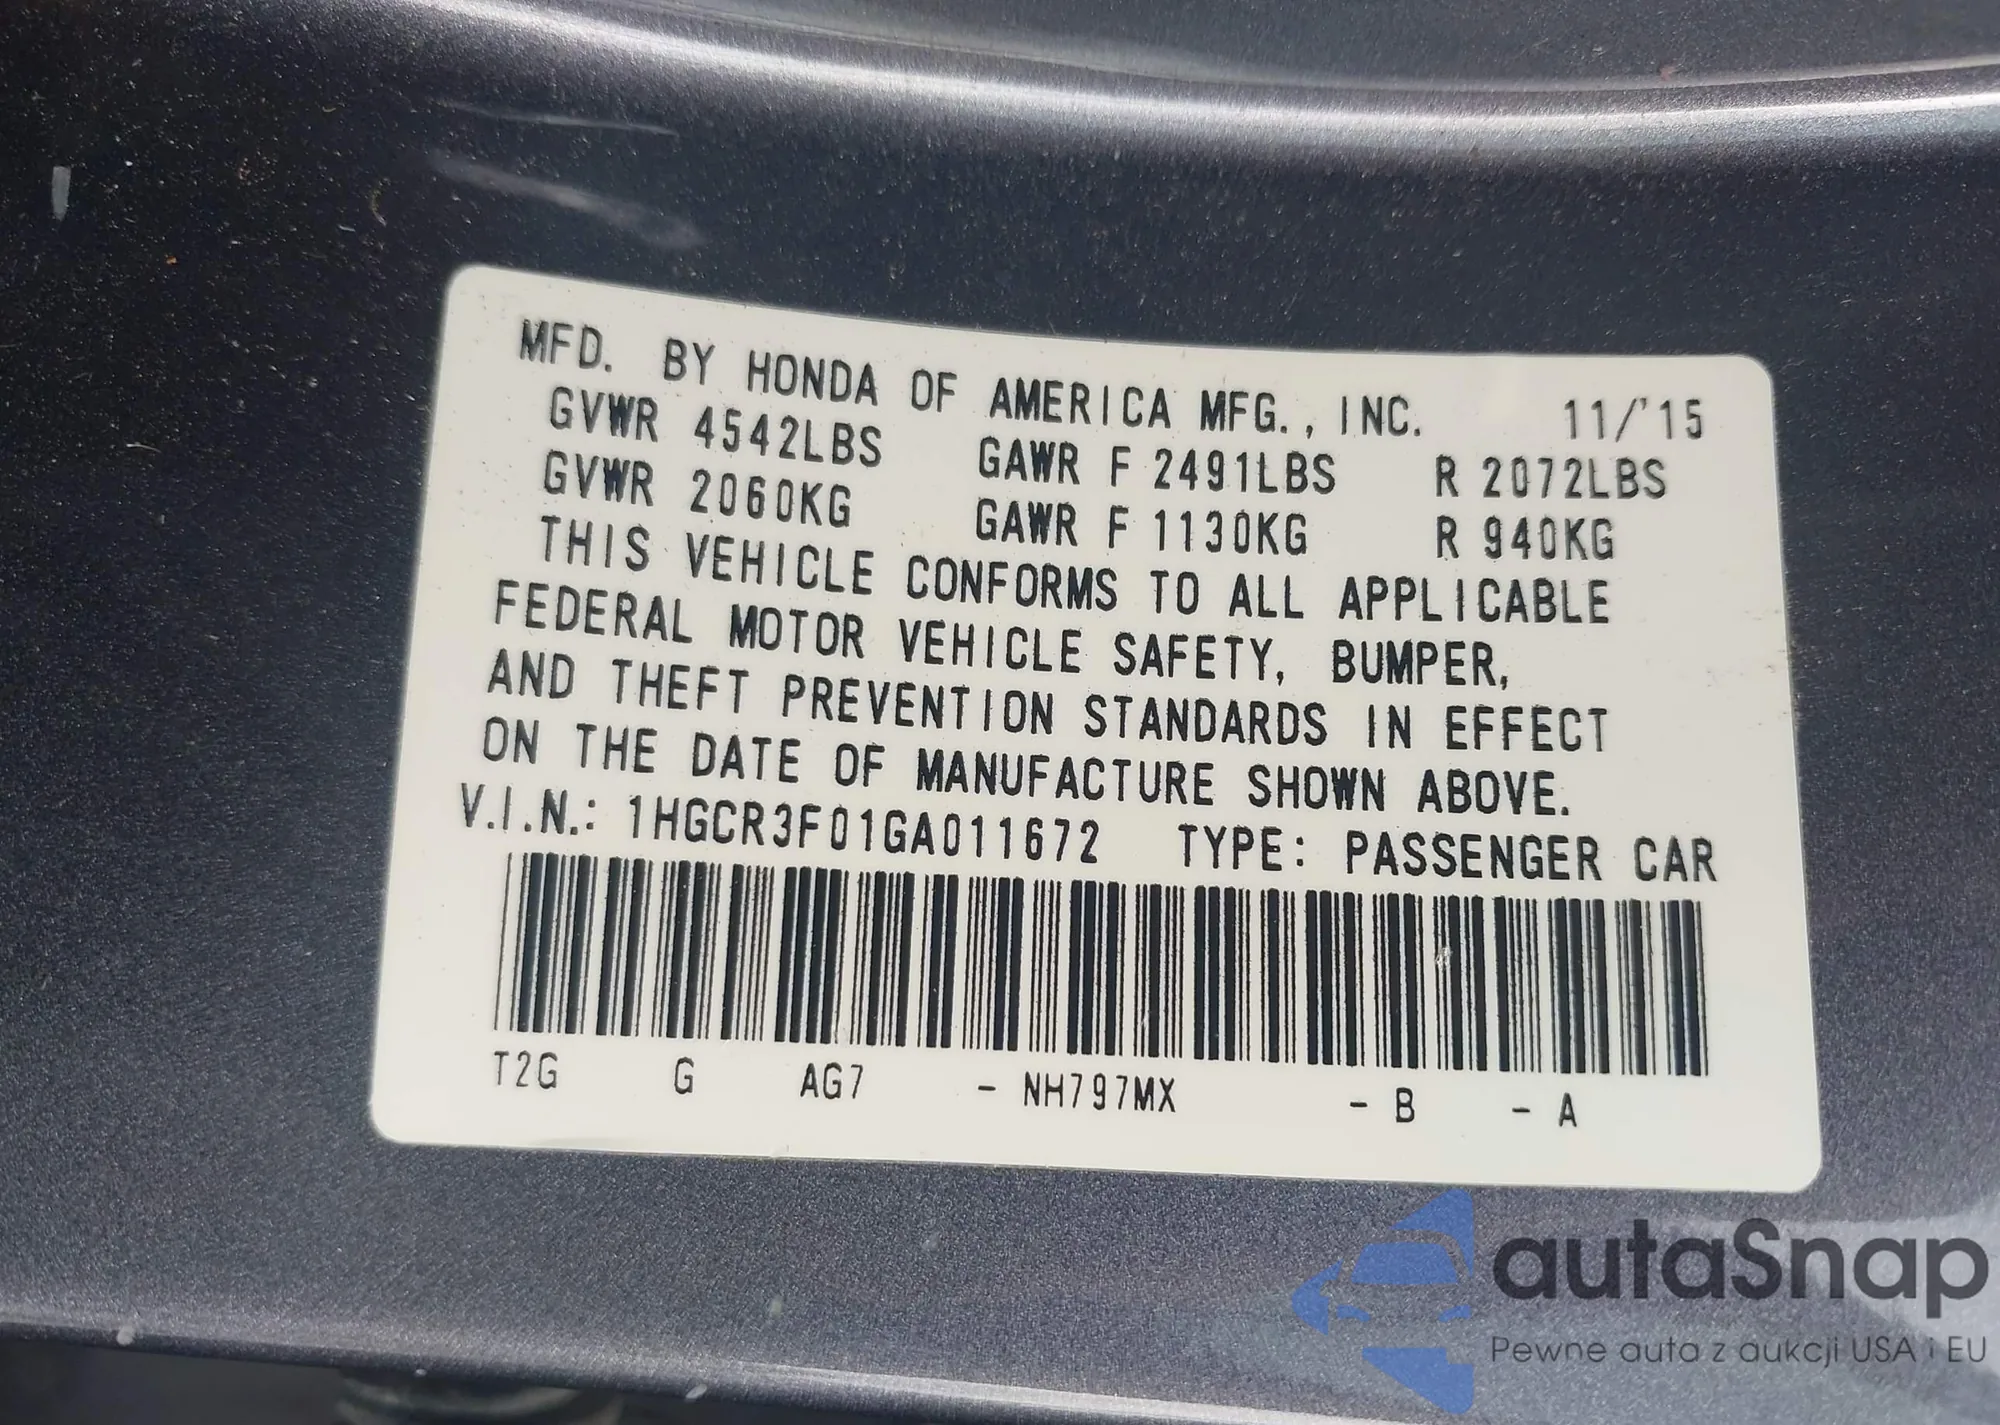 MFD. BY HONDA OF AMERICA MFG., INC. 11/'15
GVWR 4542LBS GAWR F 2491LBS R 2072LBS
GVWR 2060KG GAWR F 1130KG R 940KG
THIS VEHICLE CONFORMS TO ALL APPLICABLE
FEDERAL MOTOR VEHICLE SAFETY, BUMPER,
AND THEFT PREVENTION STANDARDS IN EFFECT
ON THE DATE OF MANUFACTURE SHOWN ABOVE.
V.I.N.: 1HGCR3F01GA011672 TYPE: PASSENGER CAR
T2G G AG7 - NH797MX - B - A
autaSnap
Pewne auta z aukcji USA i EU